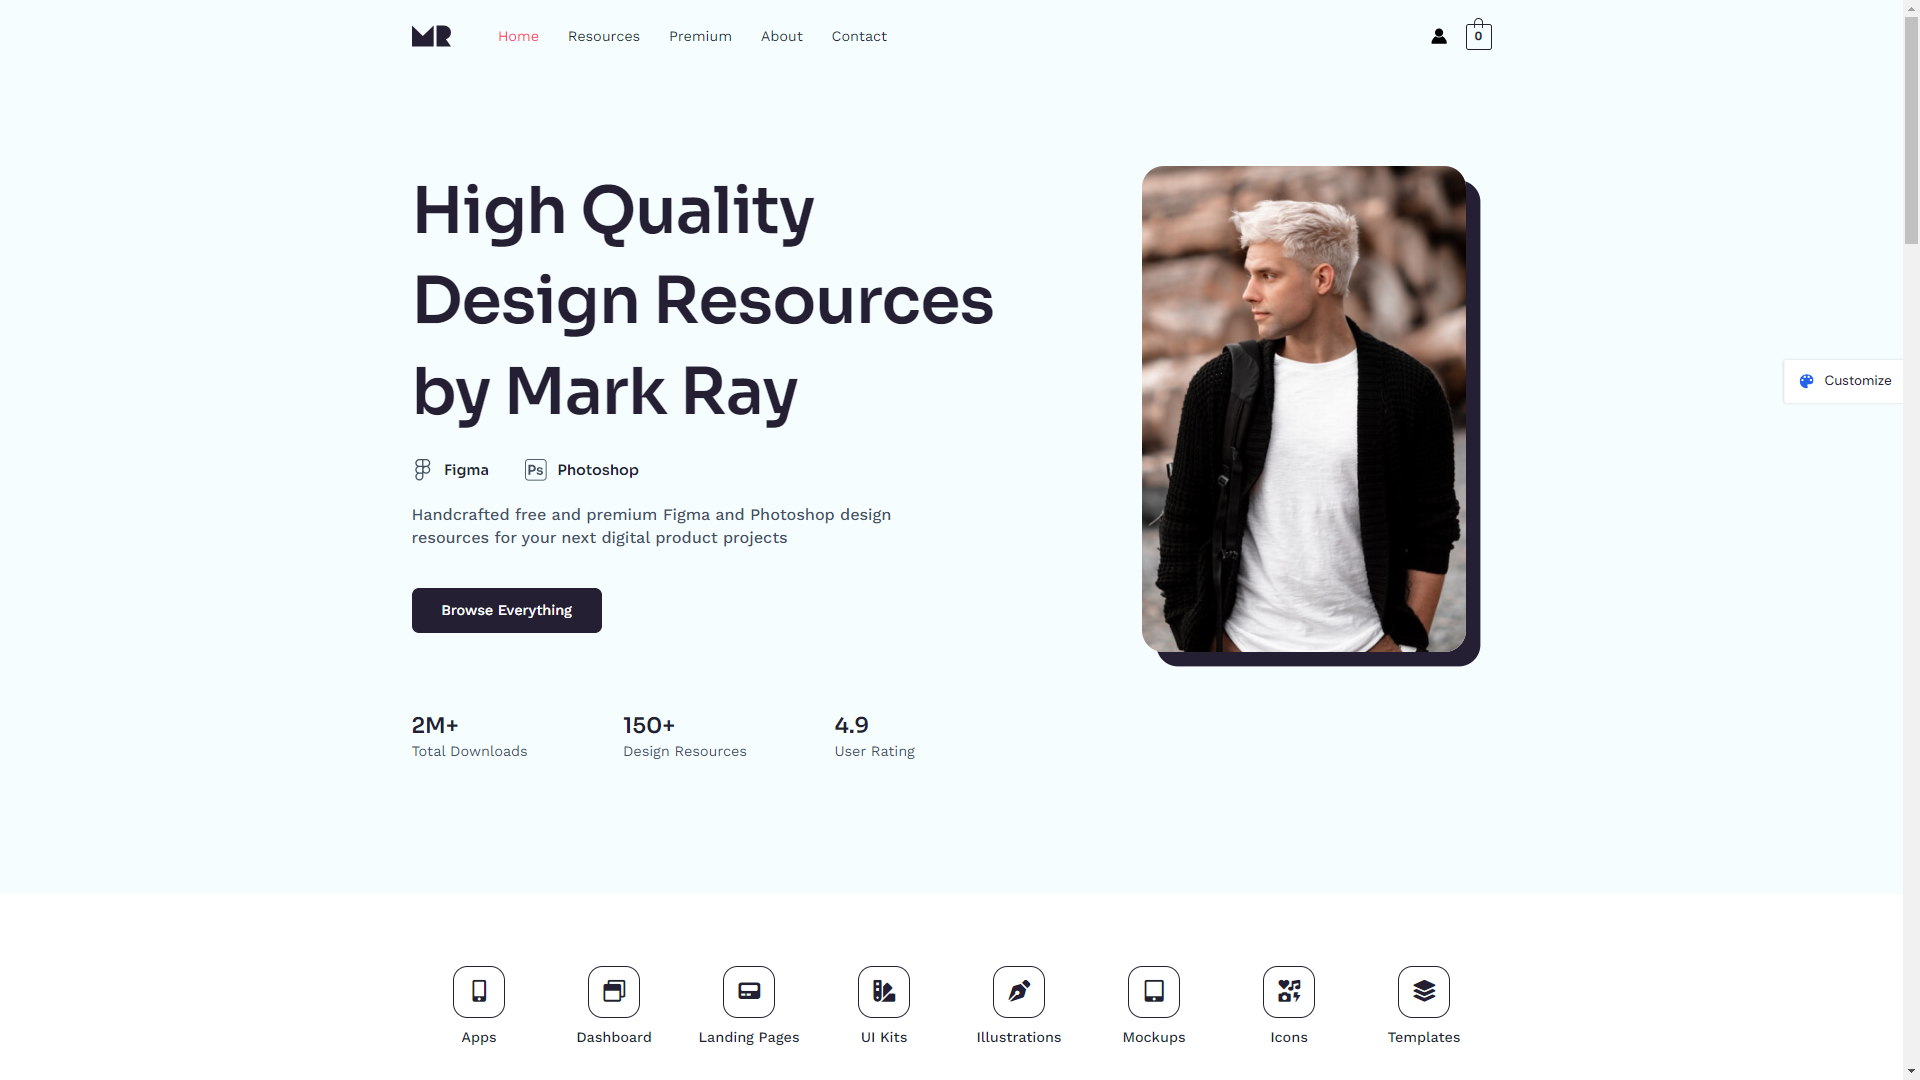 MR
Home
Resources
Premium
About
Contact
0
High Quality
Design Resources
by Mark Ray
Figma
Ps
Photoshop
Handcrafted free and premium Figma and Photoshop design
resources for your next digital product projects
Browse Everything
2M+
Total Downloads
150+
Design Resources
4.9
User Rating
Customize
Apps
Dashboard
Landing Pages
UI Kits
Illustrations
Mockups
Icons
Templates